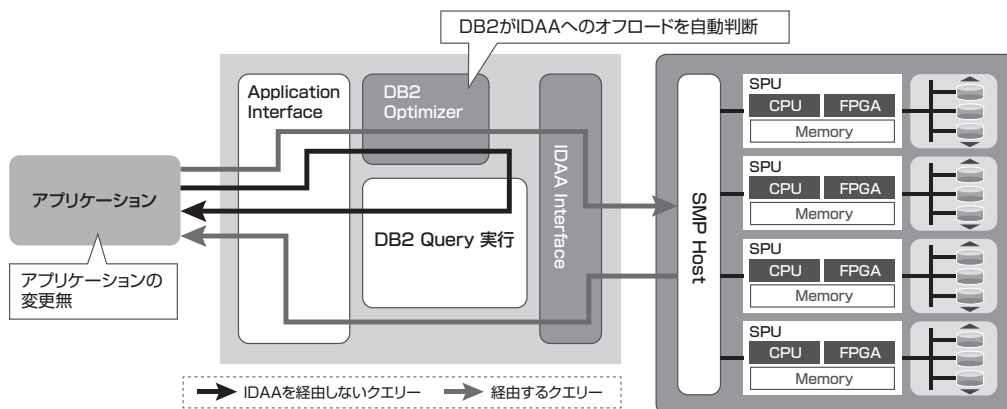 DB2がIDAAへのオフロードを自動判断
Application
Interface
DB2
Optimizer
IDAA Interface
DB2 Query 実行
アプリケーション
アプリケーションの
変更無
SMP Host
SPU
CPU
FPGA
Memory
SPU
CPU
FPGA
Memory
SPU
CPU
FPGA
Memory
SPU
CPU
FPGA
Memory
IDAAを経由しないクエリー
経由するクエリー